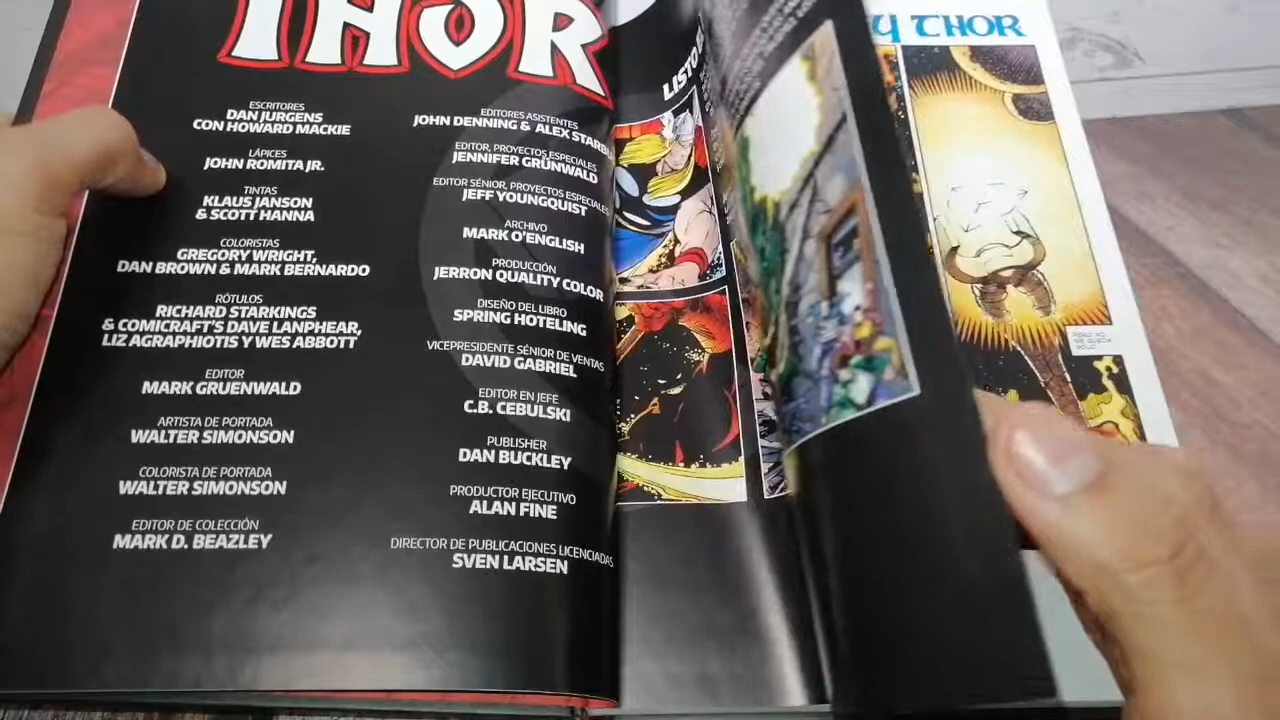 THOR
ESCRITORES
DAN JURGENS
CON HOWARD MACKIE
LÁPICES
JOHN ROMITA JR.
TINTAS
KLAUS JANSON
& SCOTT HANNA
COLORISTAS
GREGORY WRIGHT,
DAN BROWN & MARK BERNARDO
RÓTULOS
RICHARD STARKINGS
& COMICRAFT'S DAVE LANPHEAR,
LIZ AGRAPHIOTIS Y WES ABBOTT
EDITOR
MARK GRUENWALD
ARTISTA DE PORTADA
WALTER SIMONSON
COLORISTA DE PORTADA
WALTER SIMONSON
EDITOR DE COLECCIÓN
MARK D. BEAZLEY
EDITORES ASISTENTES
JOHN DENNING & ALEX
EDITOR, PROYECTOS ESPECIALES
JENNIFER GRÜNWALD
EDITOR SÉNIOR, PROYECTOS ESPECIALES
JEFF YOUNGQUIST
ARCHIVO
MARK O'ENGLISH
PRODUCCIÓN
JERRON QUALITY COLOR
DISEÑO DEL LIBRO
SPRING HOTELING
VICEPRESIDENTE SÉNIOR DE VENTAS
DAVID GABRIEL
EDITOR EN JEFE
C.B. CEBULSKI
PUBLISHER
DAN BUCKLEY
PRODUCTOR EJECUTIVO
ALAN FINE
DIRECTOR DE PUBLICACIONES LICENCIADAS
SVEN LARSEN
LISTO
Y THOR
PERO NO
SOLO